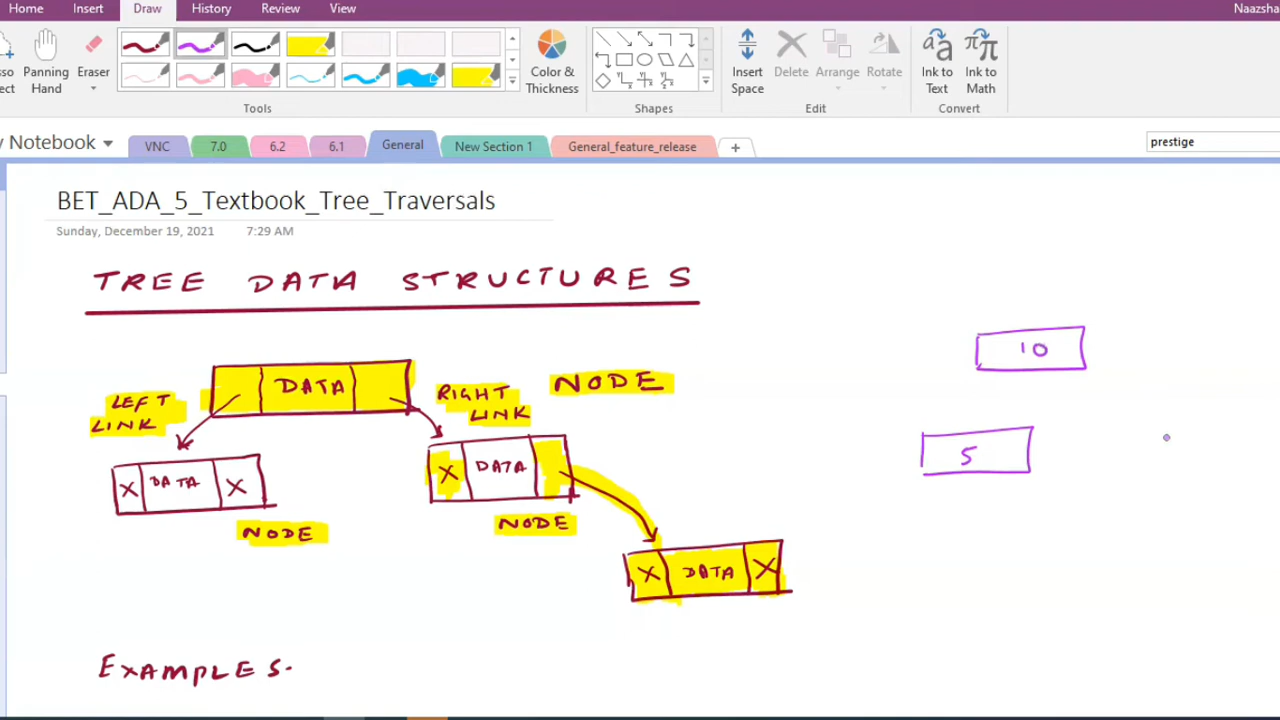 Home Insert Draw History Review View Naazsha
Panning Hand
Eraser
Color & Thickness
Insert Space
Delete
Arrange
Rotate
Ink to Text
Ink to Math
Tools
Shapes
Edit
Convert
Notebook
VNC 7.0 6.2 6.1 General New Section 1 General_feature_release +
prestige
BET_ADA_5_Textbook_Tree_Traversals
Sunday, December 19, 2021 7:29 AM
TREE DATA STRUCTURES
LEFT LINK
DATA
RIGHT LINK
NODE
10
X DATA X
NODE
X DATA
NODE
5
X DATA X
EXAMPLES.